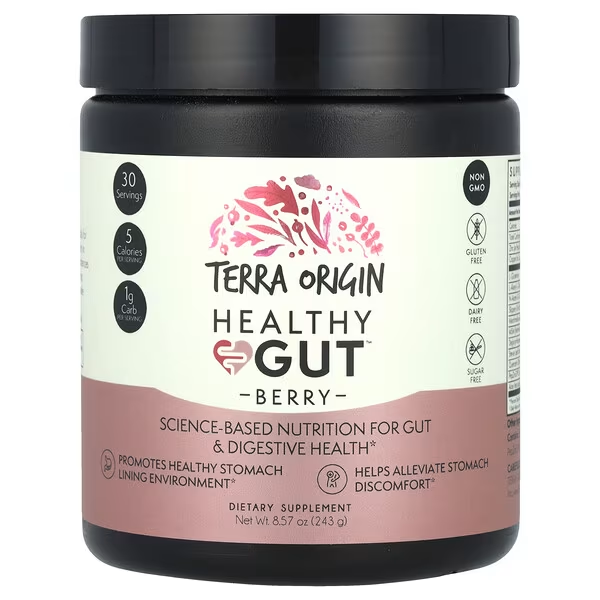 30
Servings
5
Calories
PER SERVING
1g
Carb
PER SERVING
TERRA ORIGIN
HEALTHY
GUT™
–BERRY–
SCIENCE-BASED NUTRITION FOR GUT
& DIGESTIVE HEALTH*
PROMOTES HEALTHY STOMACH
LINING ENVIRONMENT*
HELPS ALLEVIATE STOMACH
DISCOMFORT*
DIETARY SUPPLEMENT
Net Wt. 8.57 oz (243 g)
NON
GMO
GLUTEN
FREE
DAIRY
FREE
SUGAR
FREE